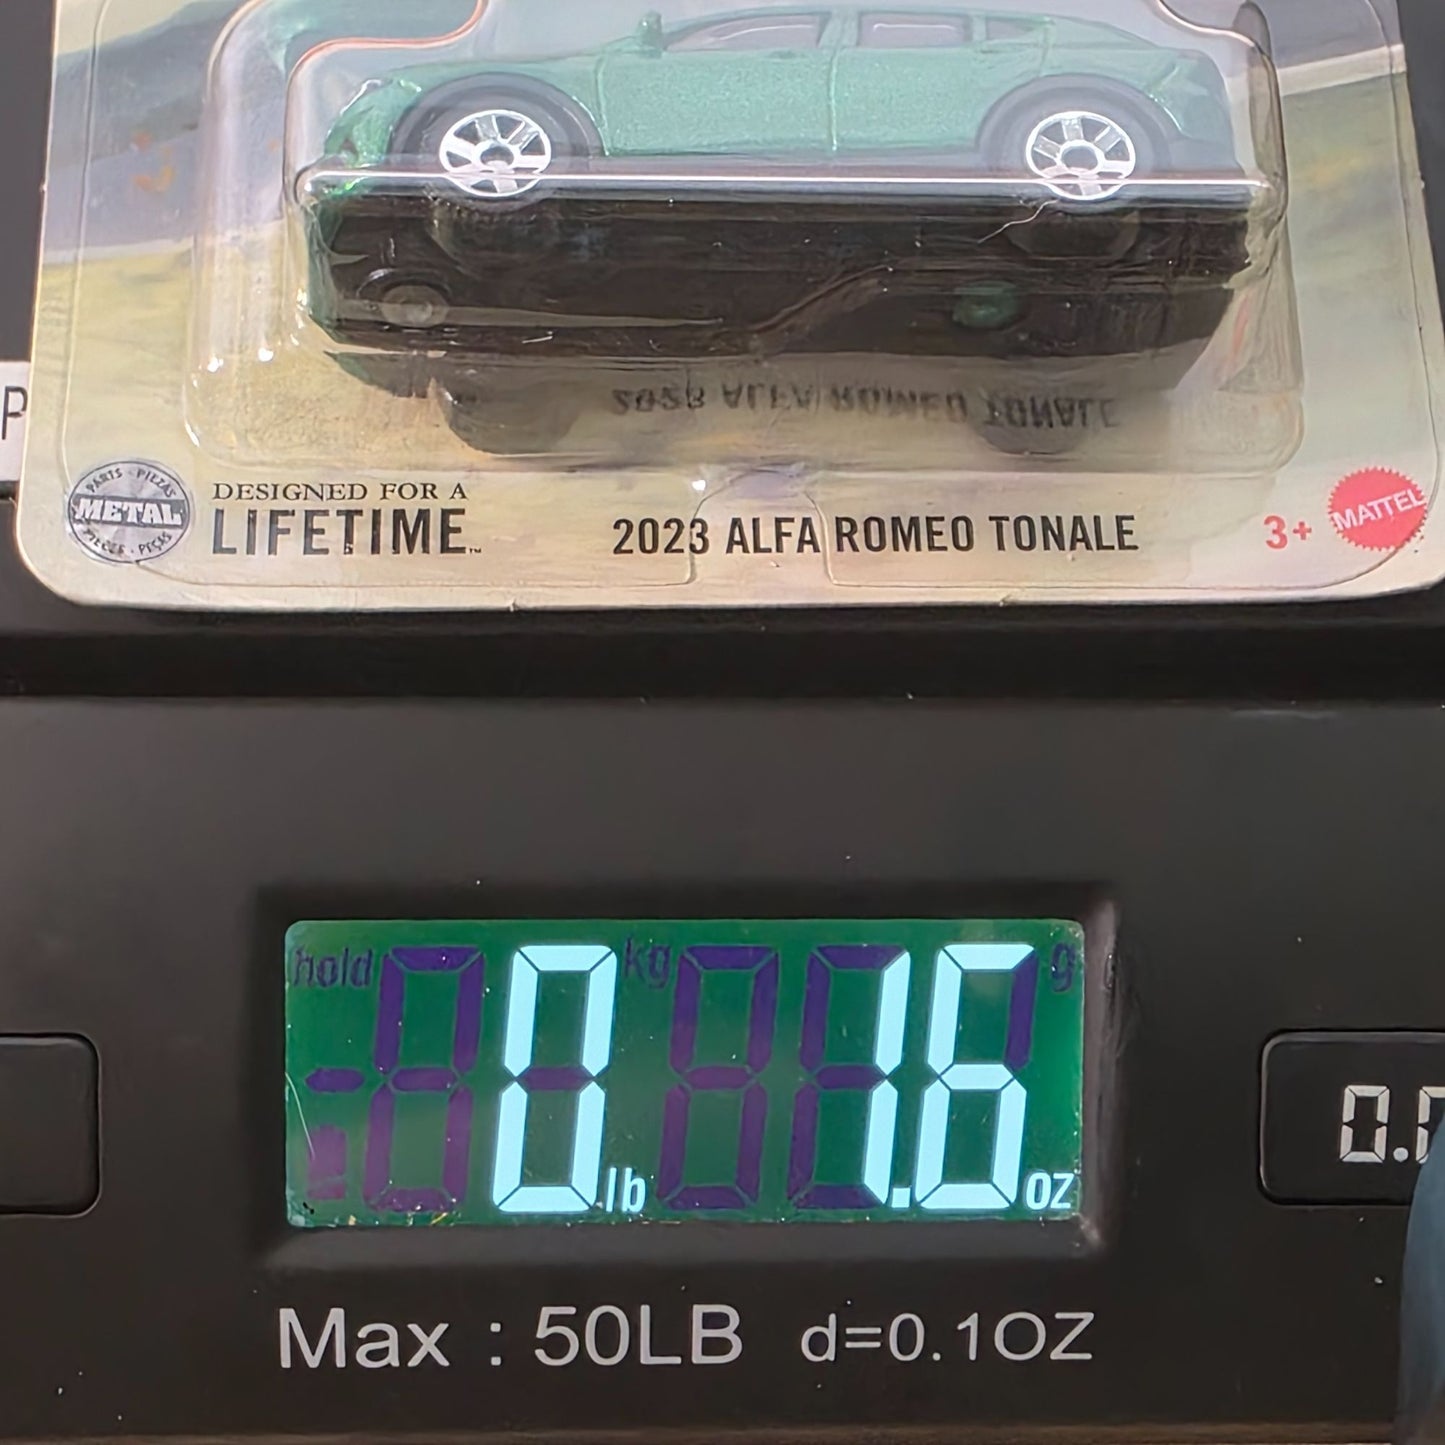 P
2023 ALFA ROMEO TONALE
PARTS · PIEZAS
METAL
PIÈCES · PEÇAS
DESIGNED FOR A
LIFETIME™
2023 ALFA ROMEO TONALE
3+
MATTEL
hold
kg
g
0 lb 1.6 oz
Max : 50LB d=0.1OZ